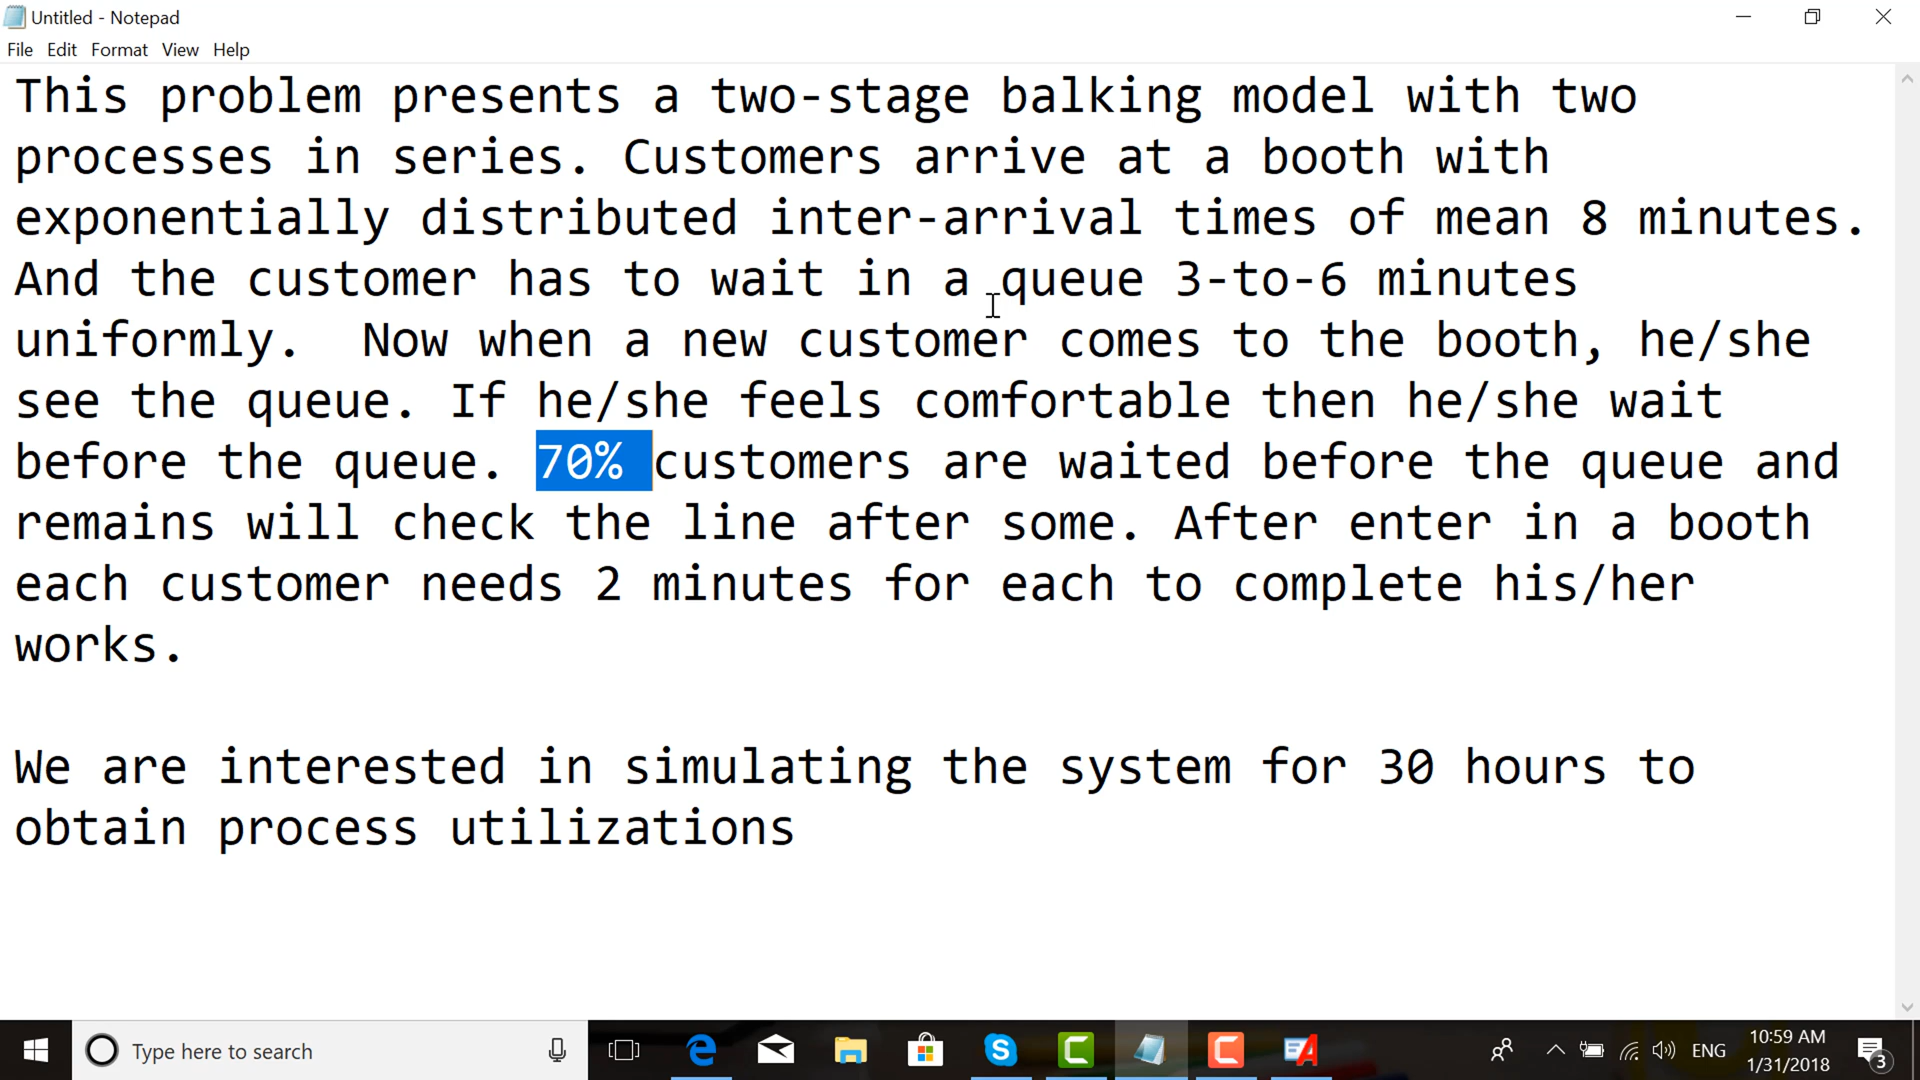 Untitled - Notepad
File Edit Format View Help
This problem presents a two-stage balking model with two
processes in series. Customers arrive at a booth with
exponentially distributed inter-arrival times of mean 8 minutes.
And the customer has to wait in a queue 3-to-6 minutes
uniformly.  Now when a new customer comes to the booth, he/she
see the queue. If he/she feels comfortable then he/she wait
before the queue. 70% customers are waited before the queue and
remains will check the line after some. After enter in a booth
each customer needs 2 minutes for each to complete his/her
works.
We are interested in simulating the system for 30 hours to
obtain process utilizations
Type here to search
ENG
10:59 AM
1/31/2018
3